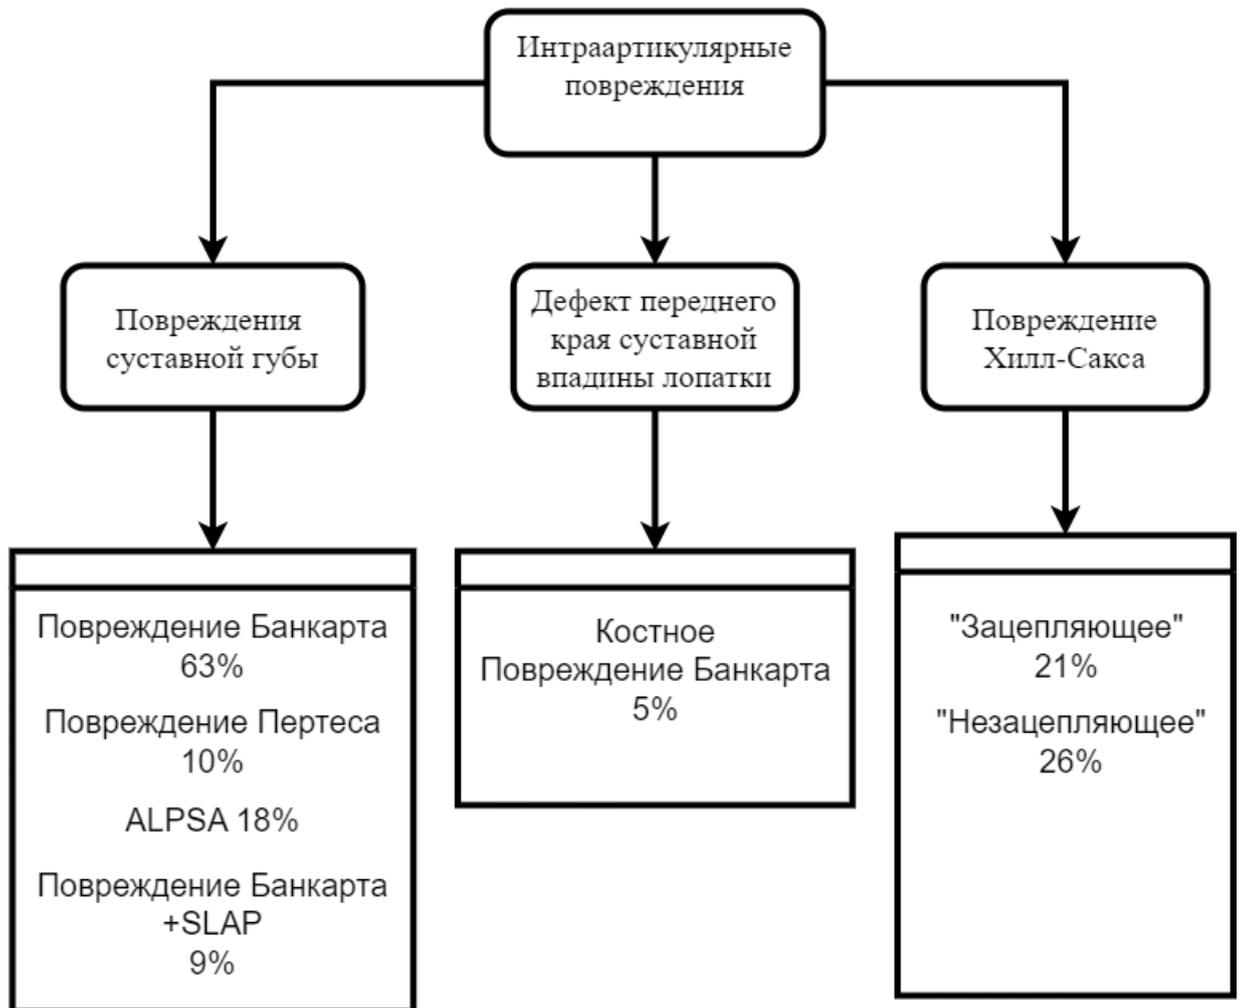 Интраартикулярные
повреждения
Повреждения
суставной губы
Дефект переднего
края суставной
впадины лопатки
Повреждение
Хилл-Сакса
Повреждение Банкарта
63%
Повреждение Пертеса
10%
ALPSA 18%
Повреждение Банкарта
+SLAP
9%
Костное
Повреждение Банкарта
5%
"Зацепляющее"
21%
"Незацепляющее"
26%